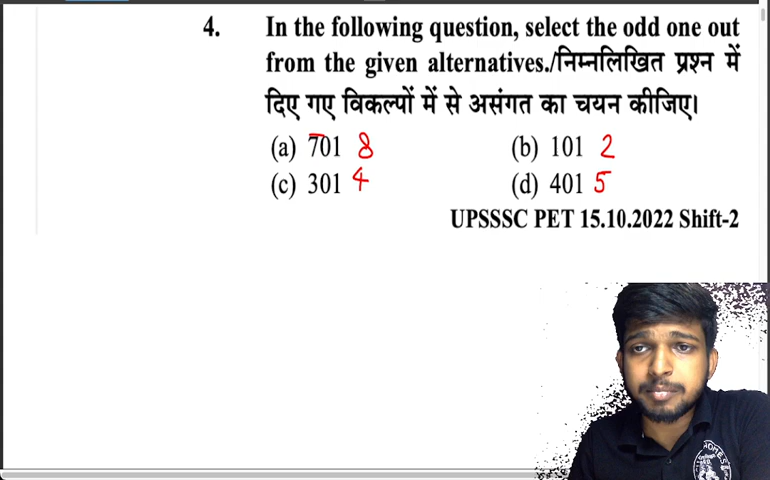 4. In the following question, select the odd one out
from the given alternatives./निम्नलिखित प्रश्न में
दिए गए विकल्पों में से असंगत का चयन कीजिए।
(a) 701 8 (b) 101 2
(c) 301 4 (d) 401 5
UPSSSC PET 15.10.2022 Shift-2